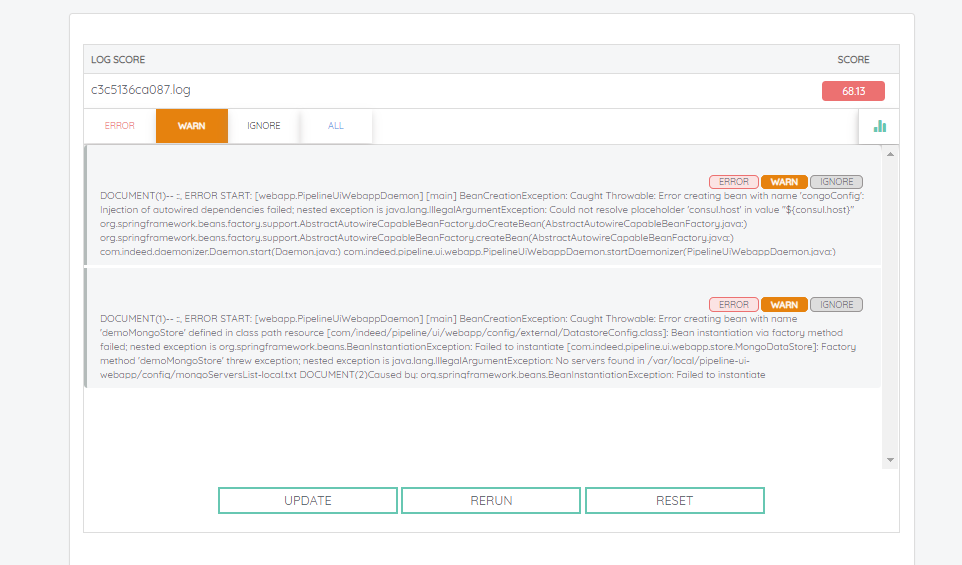 LOG SCORE SCORE
c3c5136ca087.log 68.13
ERROR WARN IGNORE ALL
ERROR WARN IGNORE
DOCUMENT(1)-- ::, ERROR START: [webapp.PipelineUiWebappDaemon] [main] BeanCreationException: Caught Throwable: Error creating bean with name 'congoConfig':
Injection of autowired dependencies failed; nested exception is java.lang.IllegalArgumentException: Could not resolve placeholder 'consul.host' in value "${consul.host}"
org.springframework.beans.factory.support.AbstractAutowireCapableBeanFactory.doCreateBean(AbstractAutowireCapableBeanFactory.java:)
org.springframework.beans.factory.support.AbstractAutowireCapableBeanFactory.createBean(AbstractAutowireCapableBeanFactory.java:)
com.indeed.daemonizer.Daemon.start(Daemon.java:) com.indeed.pipeline.ui.webapp.PipelineUiWebappDaemon.startDaemonizer(PipelineUiWebappDaemon.java:)
ERROR WARN IGNORE
DOCUMENT(1)-- ::, ERROR START: [webapp.PipelineUiWebappDaemon] [main] BeanCreationException: Caught Throwable: Error creating bean with name
'demoMongoStore' defined in class path resource [com/indeed/pipeline/ui/webapp/config/external/DatastoreConfig.class]: Bean instantiation via factory method
failed; nested exception is org.springframework.beans.BeanInstantiationException: Failed to instantiate [com.indeed.pipeline.ui.webapp.store.MongoDataStore]: Factory
method 'demoMongoStore' threw exception; nested exception is java.lang.IllegalArgumentException: No servers found in /var/local/pipeline-ui-
webapp/config/mongoServersList-local.txt DOCUMENT(2)Caused by: org.springframework.beans.BeanInstantiationException: Failed to instantiate
UPDATE RERUN RESET